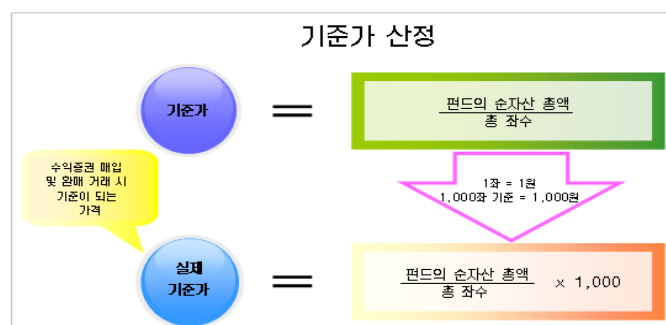 기준가 산정
기준가
=
펀드의 순자산 총액
총 좌수
수익증권 매입
및 환매 거래 시
기준이 되는
가격
1좌 = 1원
1,000좌 기준 = 1,000원
실제
기준가
=
펀드의 순자산 총액
총 좌수
× 1,000